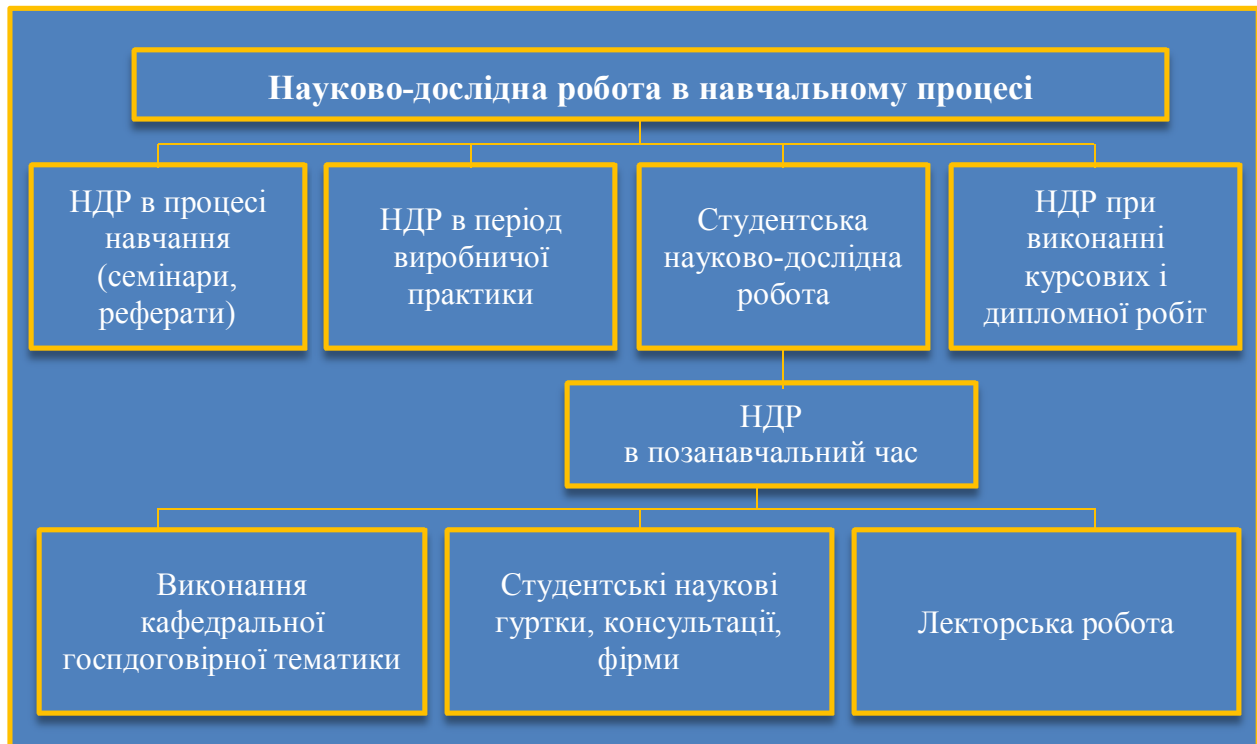 Науково-дослідна робота в навчальному процесі
НДР в процесі
навчання
(семінари,
реферати)
НДР в період
виробничої
практики
Студентська
науково-дослідна
робота
НДР при
виконанні
курсових і
дипломної робіт
НДР
в позанавчальний час
Виконання
кафедральної
госпдоговірної тематики
Студентські наукові
гуртки, консультації,
фірми
Лекторська робота